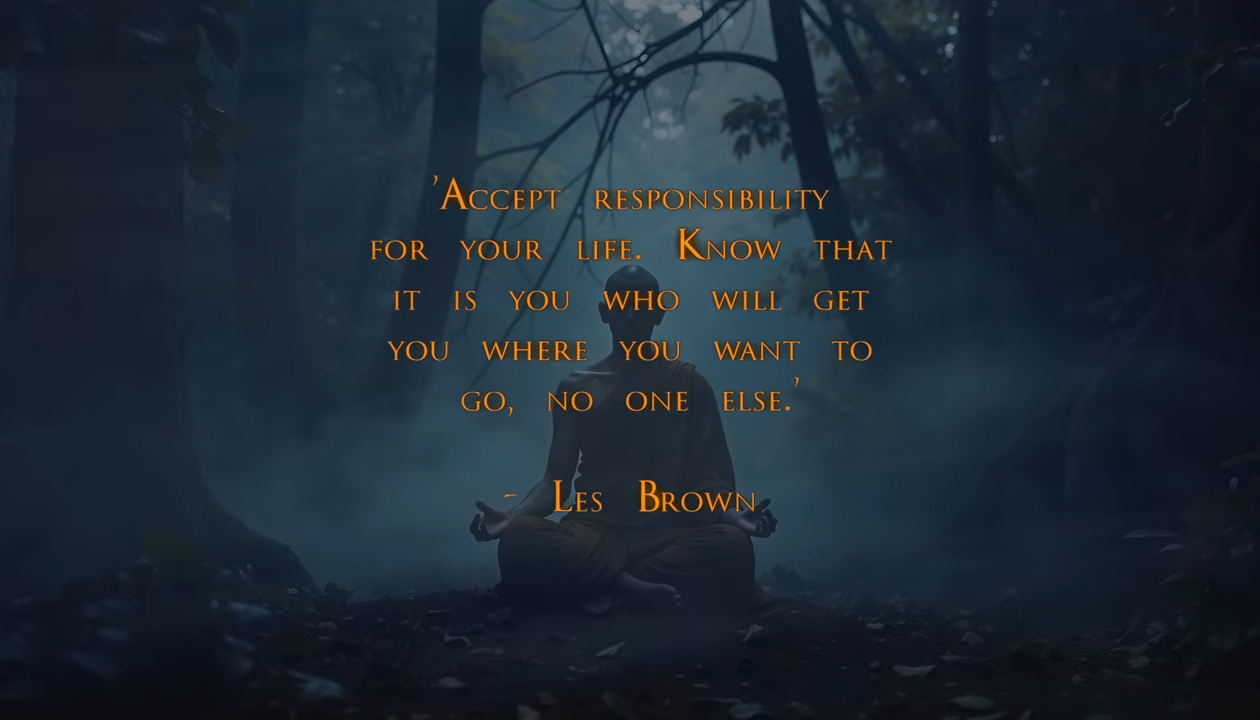 'Accept responsibility
for your life. Know that
it is you who will get
you where you want to
go, no one else.'
- Les Brown